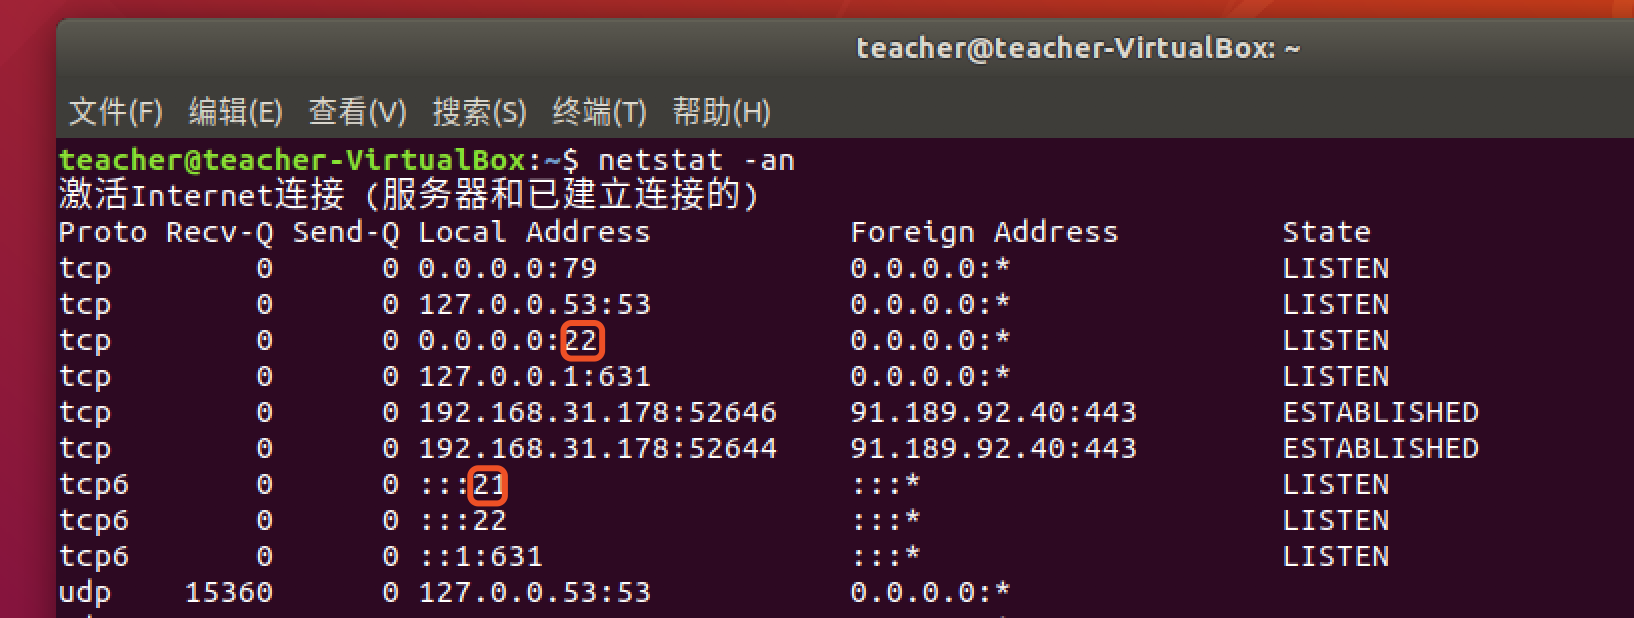 teacher@teacher-VirtualBox: ~
文件(F) 编辑(E) 查看(V) 搜索(S) 终端(T) 帮助(H)
teacher@teacher-VirtualBox:~$ netstat -an
激活Internet连接 (服务器和已建立连接的)
Proto Recv-Q Send-Q Local Address           Foreign Address         State
tcp        0      0 0.0.0.0:79              0.0.0.0:*               LISTEN
tcp        0      0 127.0.0.53:53           0.0.0.0:*               LISTEN
tcp        0      0 0.0.0.0:22              0.0.0.0:*               LISTEN
tcp        0      0 127.0.0.1:631           0.0.0.0:*               LISTEN
tcp        0      0 192.168.31.178:52646    91.189.92.40:443        ESTABLISHED
tcp        0      0 192.168.31.178:52644    91.189.92.40:443        ESTABLISHED
tcp6       0      0 :::21                   :::*                    LISTEN
tcp6       0      0 :::22                   :::*                    LISTEN
tcp6       0      0 ::1:631                 :::*                    LISTEN
udp    15360      0 127.0.0.53:53           0.0.0.0:*